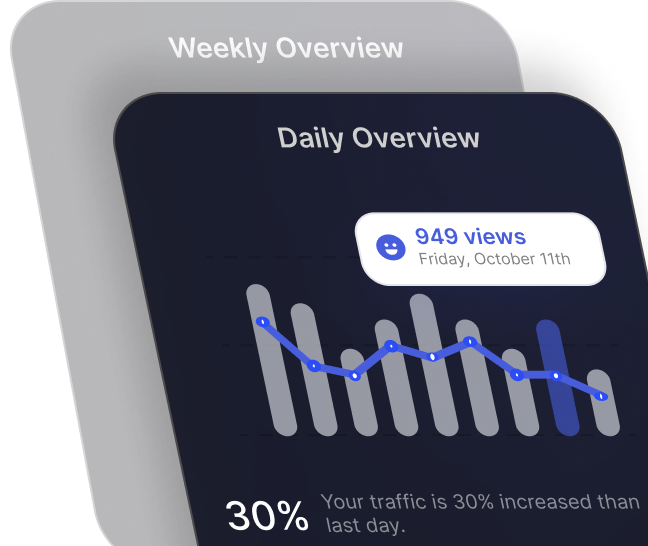 Weekly Overview
Daily Overview
949 views
Friday, October 11th
30%
Your traffic is 30% increased than
last day.